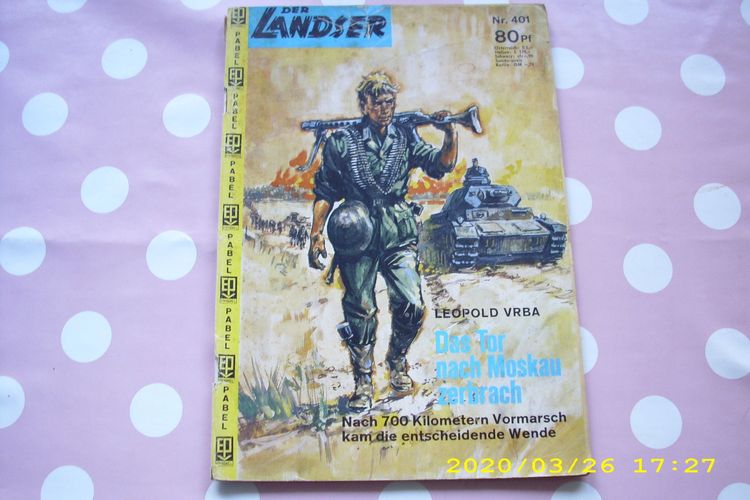 DER
LANDSER
Nr. 401
80 Pf
PABEL
PABEL
PABEL
PABEL
PABEL
PABEL
PABEL
LEOPOLD VRBA
Das Tor
nach Moskau
zerbrach
Nach 700 Kilometern Vormarsch
kam die entscheidende Wende
2020/03/26 17:27